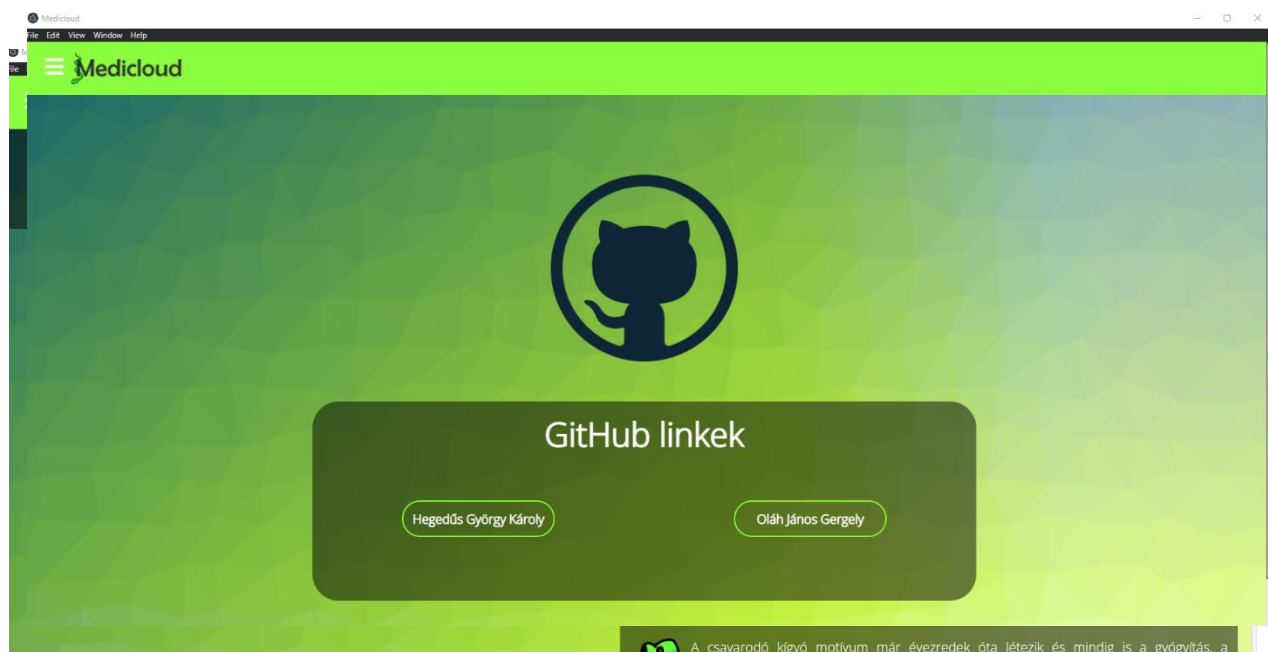 Medicloud
File Edit View Window Help
Medicloud
GitHub linkek
Hegedűs György Károly
Oláh János Gergely
A csavarodó kígyó motívum már évezredek óta létezik és mindig is a gyógyítás, a